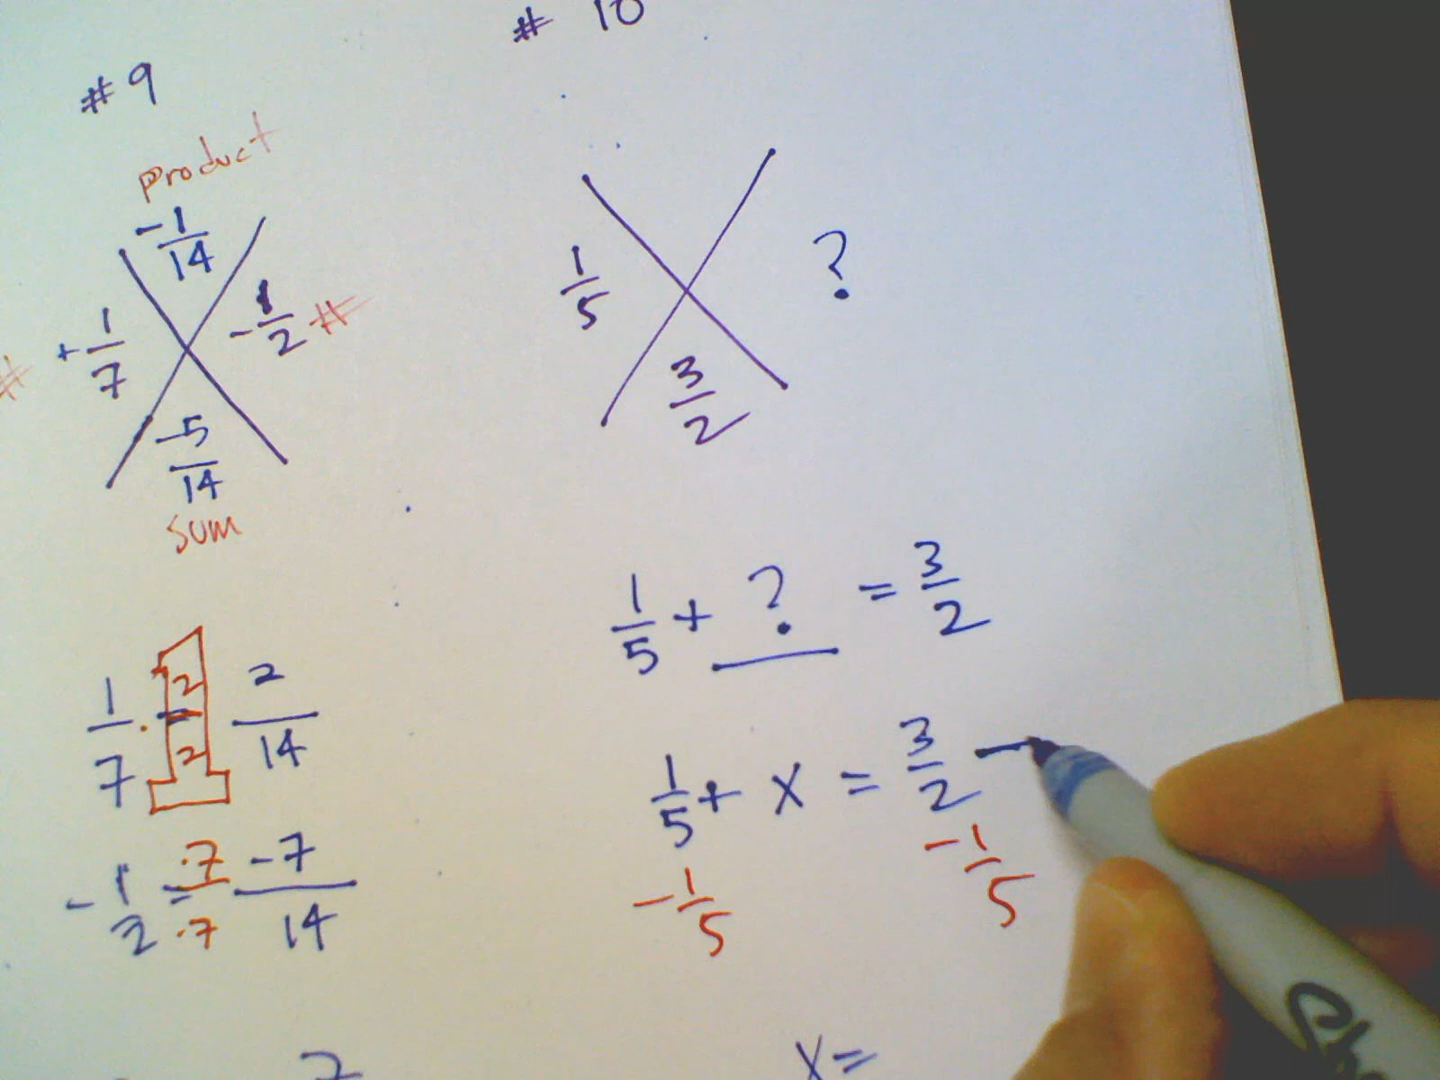 # 9
product
-1/14
+ 1/7
- 1/2 #
#
-5/14
sum
1/7 · 2/2 = 2/14
- 1/2 ·7/·7 = -7/14
7
# 10
1/5
?
3/2
1/5 + ? = 3/2
1/5 + x = 3/2 -
- 1/5 - 1/5
x =